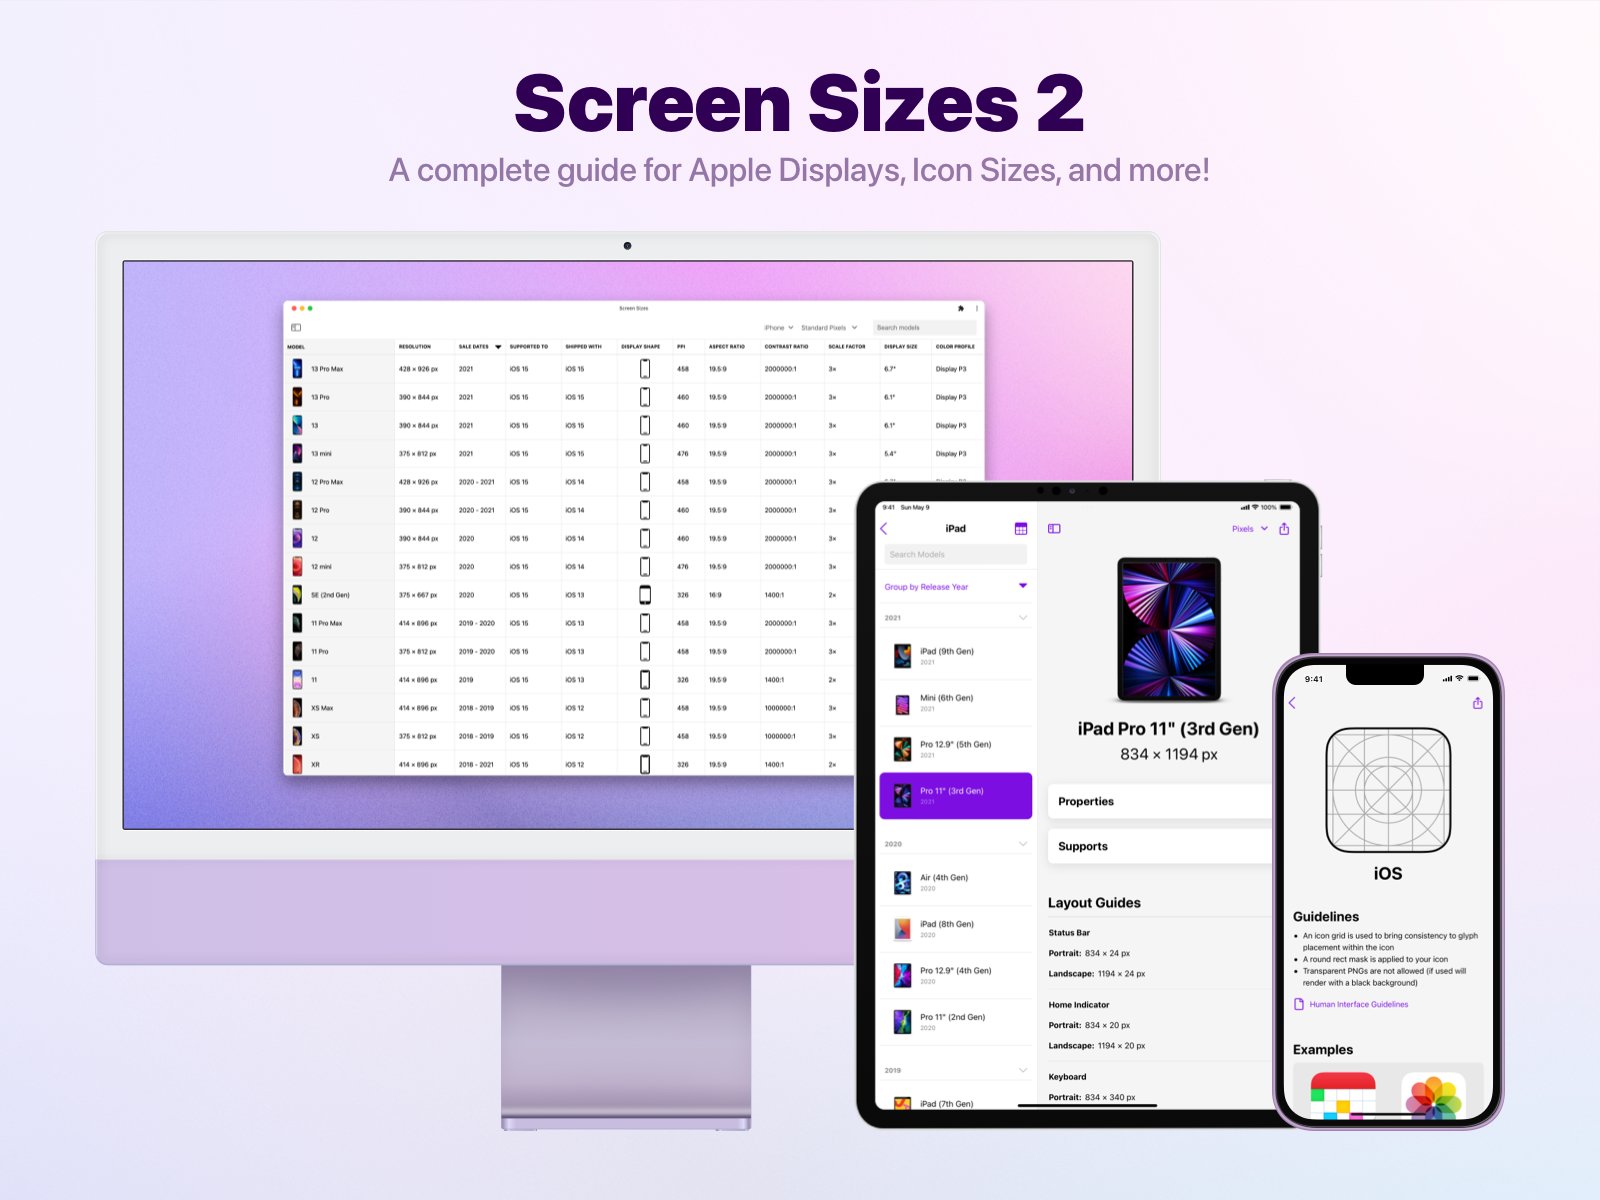 Screen Sizes 2
A complete guide for Apple Displays, Icon Sizes, and more!
Screen Sizes
iPhone Standard Pixels Search models
MODEL RESOLUTION SALE DATES SUPPORTED TO SHIPPED WITH DISPLAY SHAPE PPI ASPECT RATIO CONTRAST RATIO SCALE FACTOR DISPLAY SIZE COLOR PROFILE
13 Pro Max 428 × 926 px 2021 iOS 15 iOS 15 458 19.5:9 2000000:1 3× 6.7" Display P3
13 Pro 390 × 844 px 2021 iOS 15 iOS 15 460 19.5:9 2000000:1 3× 6.1" Display P3
13 390 × 844 px 2021 iOS 15 iOS 15 460 19.5:9 2000000:1 3× 6.1" Display P3
13 mini 375 × 812 px 2021 iOS 15 iOS 15 476 19.5:9 2000000:1 3× 5.4" Display P3
12 Pro Max 428 × 926 px 2020 - 2021 iOS 15 iOS 14 458 19.5:9 2000000:1 3×
12 Pro 390 × 844 px 2020 - 2021 iOS 15 iOS 14 460 19.5:9 2000000:1 3×
12 390 × 844 px 2020 iOS 15 iOS 14 460 19.5:9 2000000:1 3×
12 mini 375 × 812 px 2020 iOS 15 iOS 14 476 19.5:9 2000000:1 3×
SE (2nd Gen) 375 × 667 px 2020 iOS 15 iOS 13 326 16:9 1400:1 2×
11 Pro Max 414 × 896 px 2019 - 2020 iOS 15 iOS 13 458 19.5:9 2000000:1 3×
11 Pro 375 × 812 px 2019 - 2020 iOS 15 iOS 13 458 19.5:9 2000000:1 3×
11 414 × 896 px 2019 iOS 15 iOS 13 326 19.5:9 1400:1 2×
XS Max 414 × 896 px 2018 - 2019 iOS 15 iOS 12 458 19.5:9 1000000:1 3×
XS 375 × 812 px 2018 - 2019 iOS 15 iOS 12 458 19.5:9 1000000:1 3×
XR 414 × 896 px 2018 - 2021 iOS 15 iOS 12 326 19.5:9 1400:1 2×
9:41 Sun May 9 100%
iPad
Search Models
Group by Release Year
2021
iPad (9th Gen)
2021
Mini (6th Gen)
2021
Pro 12.9" (5th Gen)
2021
Pro 11" (3rd Gen)
2021
2020
Air (4th Gen)
2020
iPad (8th Gen)
2020
Pro 12.9" (4th Gen)
2020
Pro 11" (2nd Gen)
2020
2019
iPad (7th Gen)
Pixels
iPad Pro 11" (3rd Gen)
834 × 1194 px
Properties
Supports
Layout Guides
Status Bar
Portrait: 834 × 24 px
Landscape: 1194 × 24 px
Home Indicator
Portrait: 834 × 20 px
Landscape: 1194 × 20 px
Keyboard
Portrait: 834 × 340 px
9:41
iOS
Guidelines
• An icon grid is used to bring consistency to glyph
placement within the icon
• A round rect mask is applied to your icon
• Transparent PNGs are not allowed (if used will
render with a black background)
Human Interface Guidelines
Examples